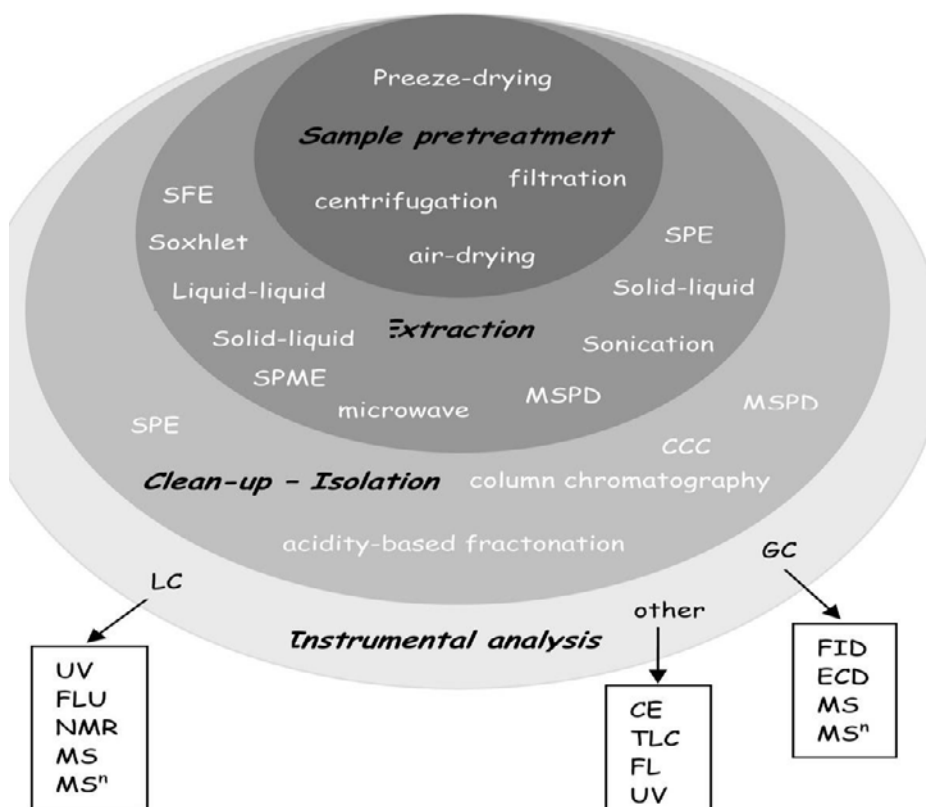 Preeze-drying
Sample pretreatment
filtration
centrifugation
air-drying
SFE
Soxhlet
Liquid-liquid
Solid-liquid
SPME
microwave
Extraction
SPE
Solid-liquid
Sonication
MSPD
SPE
MSPD
CCC
Clean-up - Isolation
column chromatography
acidity-based fractonation
Instrumental analysis
LC
UV
FLU
NMR
MS
MSⁿ
other
CE
TLC
FL
UV
GC
FID
ECD
MS
MSⁿ